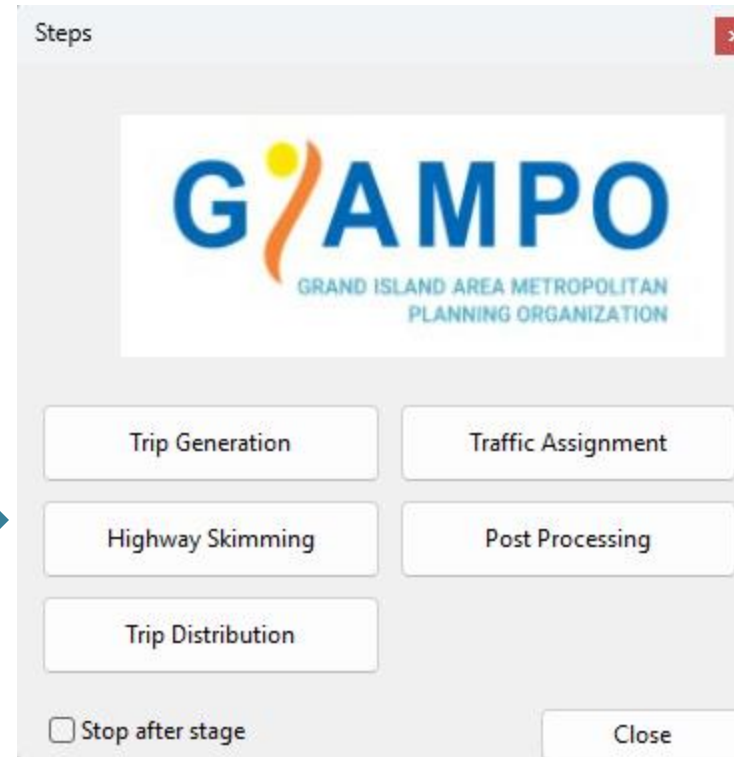 Steps
GIAMPO
GRAND ISLAND AREA METROPOLITAN
PLANNING ORGANIZATION
Trip Generation
Traffic Assignment
Highway Skimming
Post Processing
Trip Distribution
Stop after stage
Close